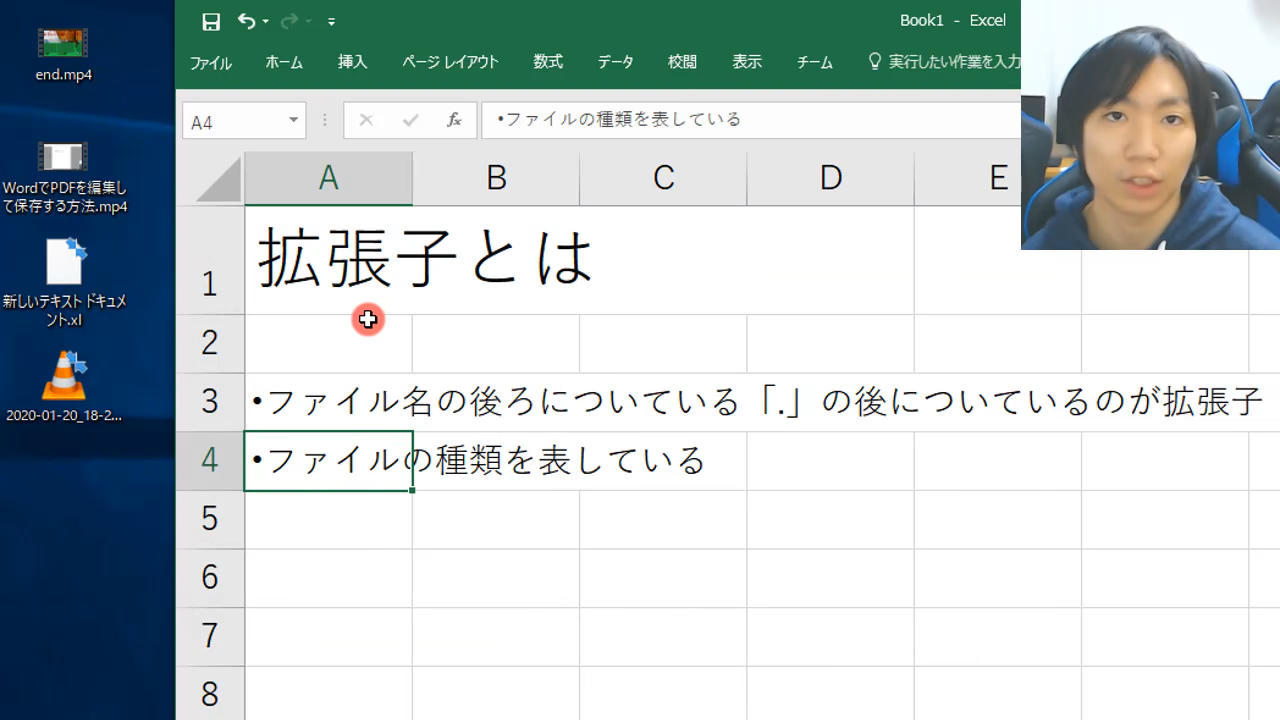 end.mp4
WordでPDFを編集し
て保存する方法.mp4
新しいテキスト ドキュメ
ント.xl
2020-01-20_18-2...
Book1 - Excel
ファイル ホーム 挿入 ページ レイアウト 数式 データ 校閲 表示 チーム 実行したい作業を入力
A4 fx •ファイルの種類を表している
A B C D E
1 拡張子とは
2
3 •ファイル名の後ろについている「.」の後についているのが拡張子
4 •ファイルの種類を表している
5
6
7
8